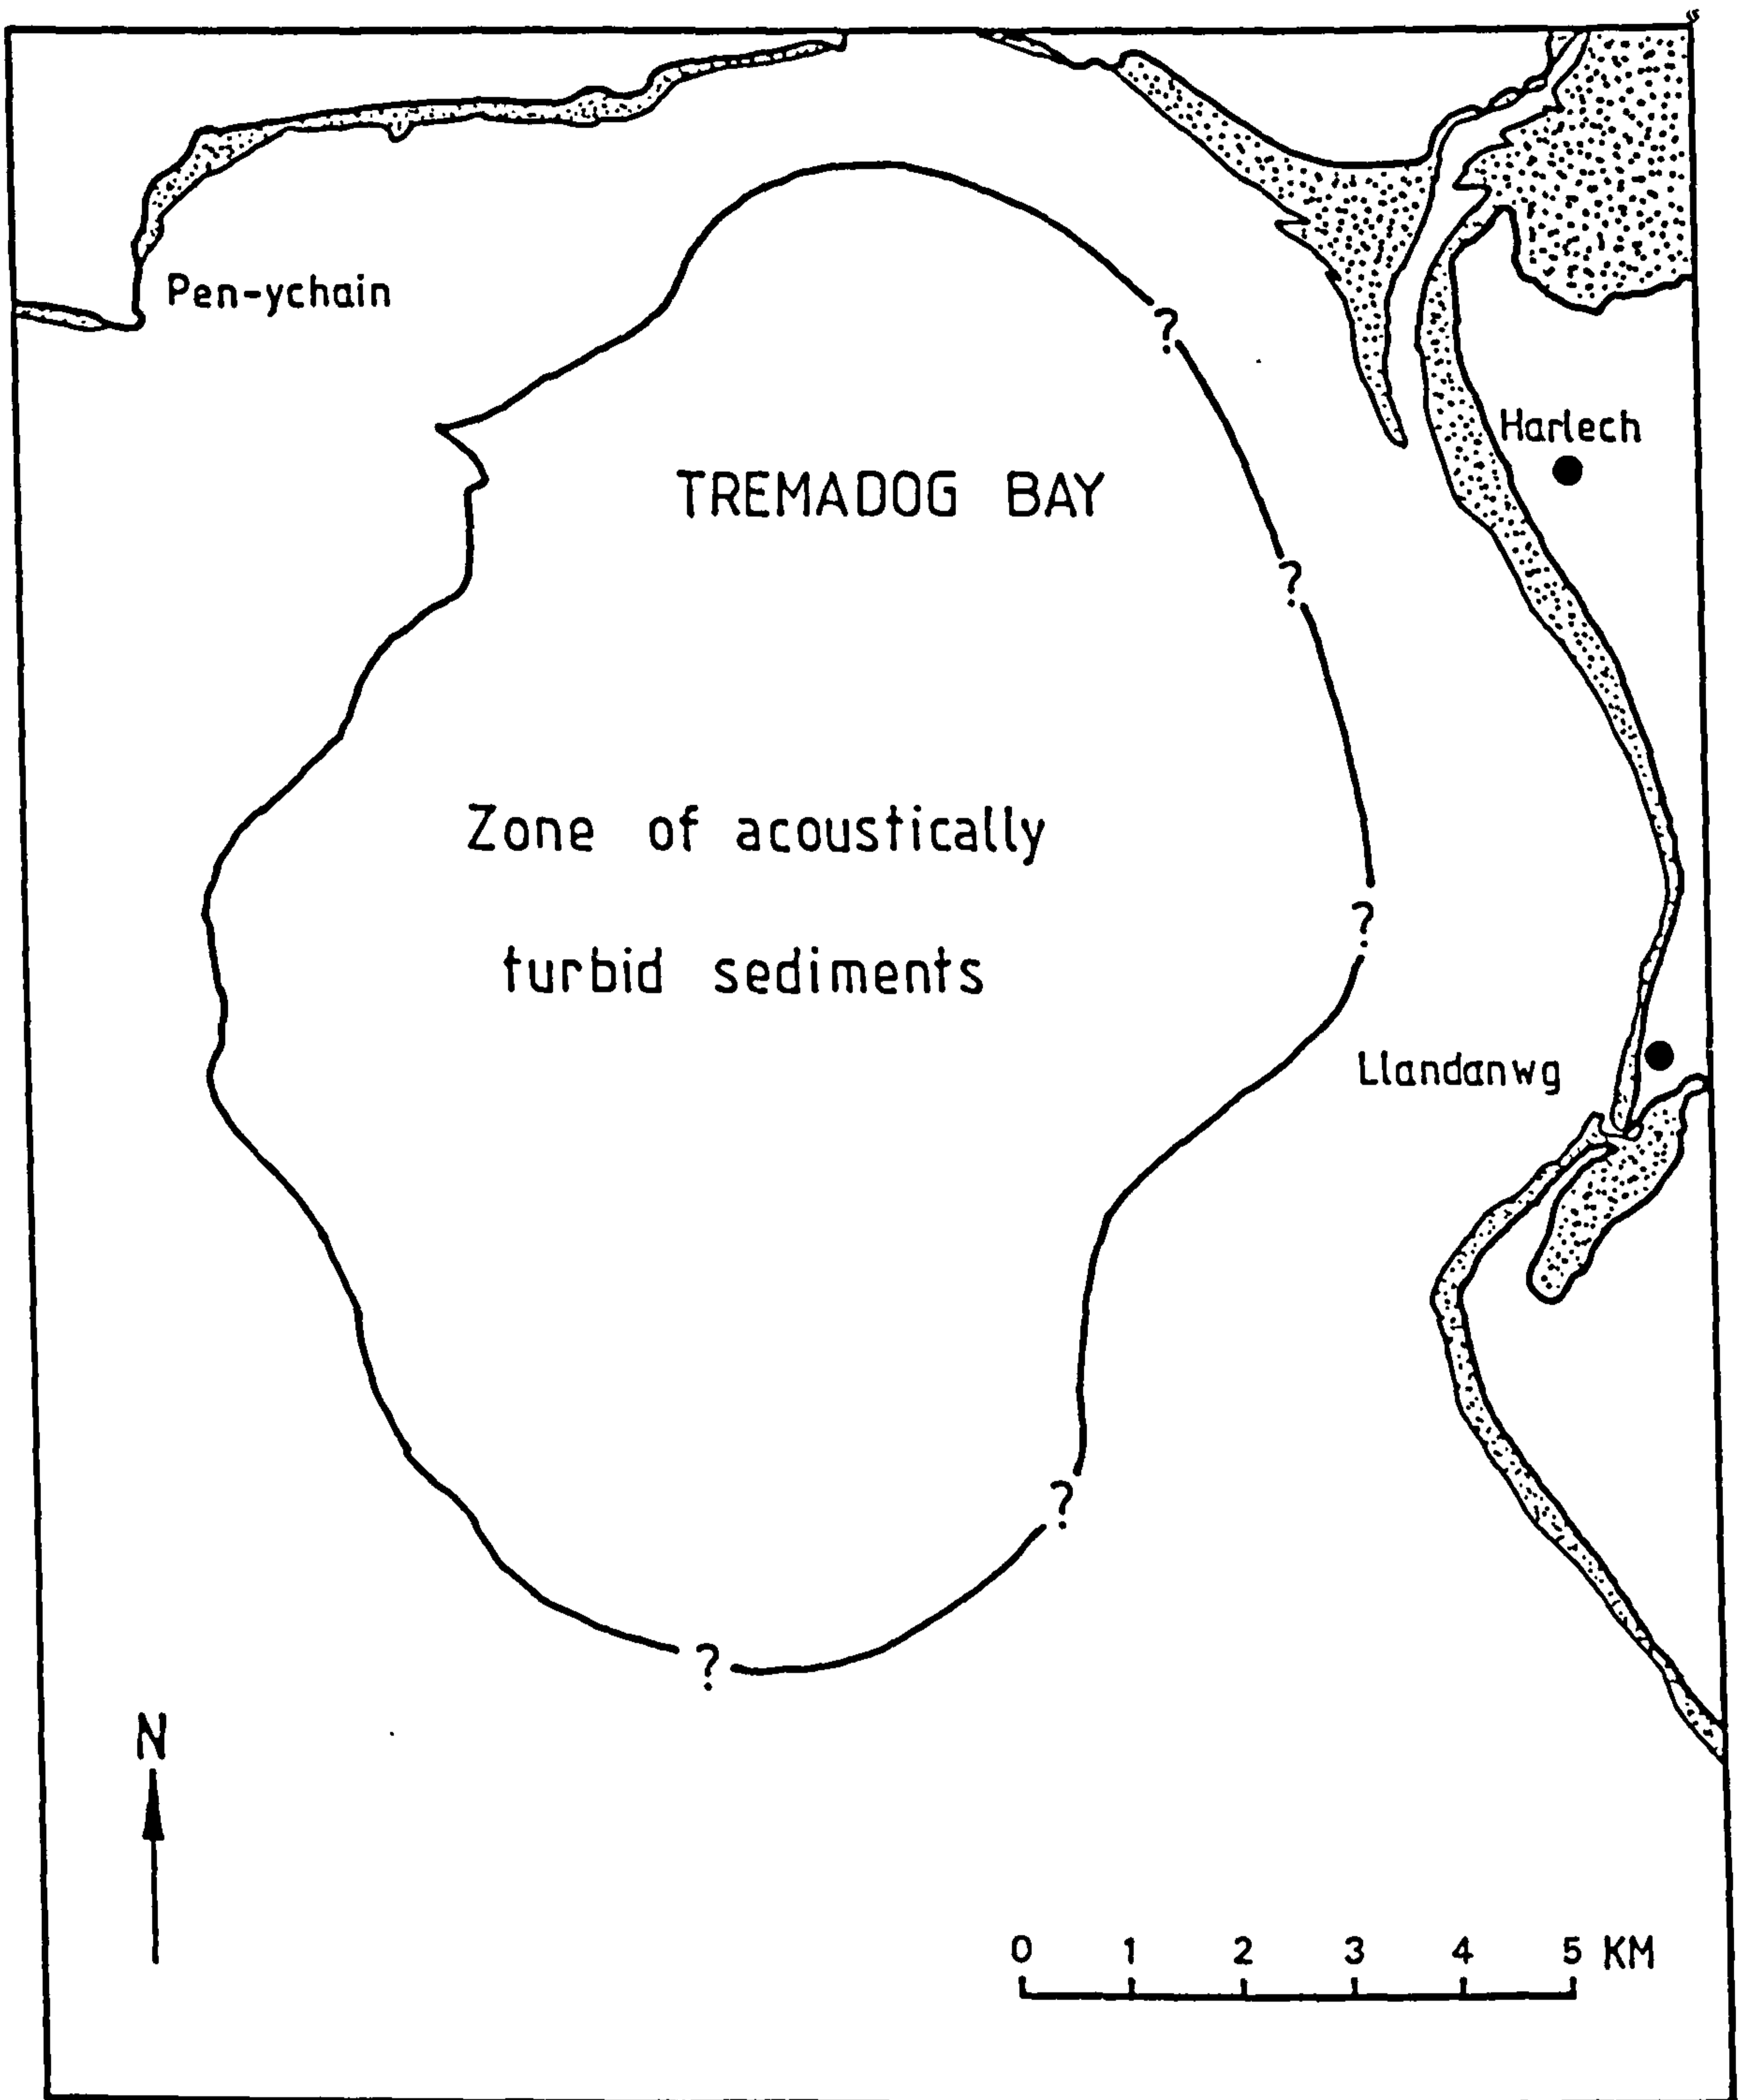 Pen-ychain
?
Harlech
TREMADOG BAY
?
Zone of acoustically
?
turbid sediments
Llandanwg
?
?
N
0 1 2 3 4 5 KM